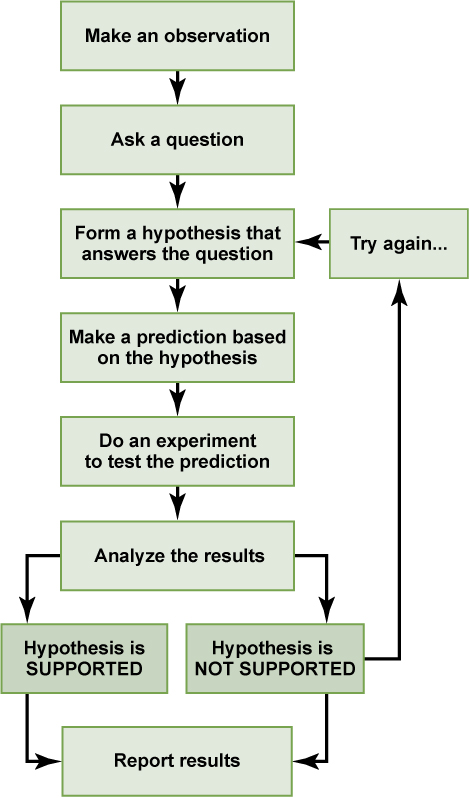 Make an observation
Ask a question
Form a hypothesis that
answers the question
Try again...
Make a prediction based
on the hypothesis
Do an experiment
to test the prediction
Analyze the results
Hypothesis is
SUPPORTED
Hypothesis is
NOT SUPPORTED
Report results